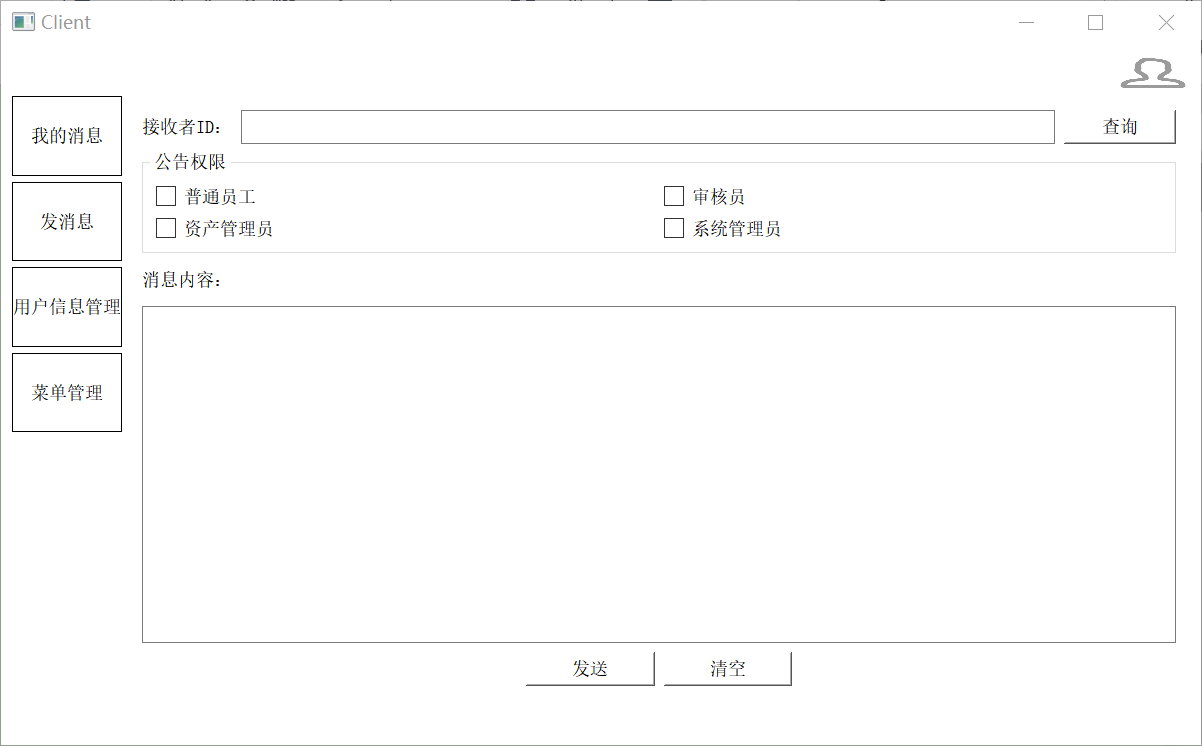 Client
我的消息
发消息
用户信息管理
菜单管理
接收者ID:
查询
公告权限
普通员工
审核员
资产管理员
系统管理员
消息内容:
发送
清空